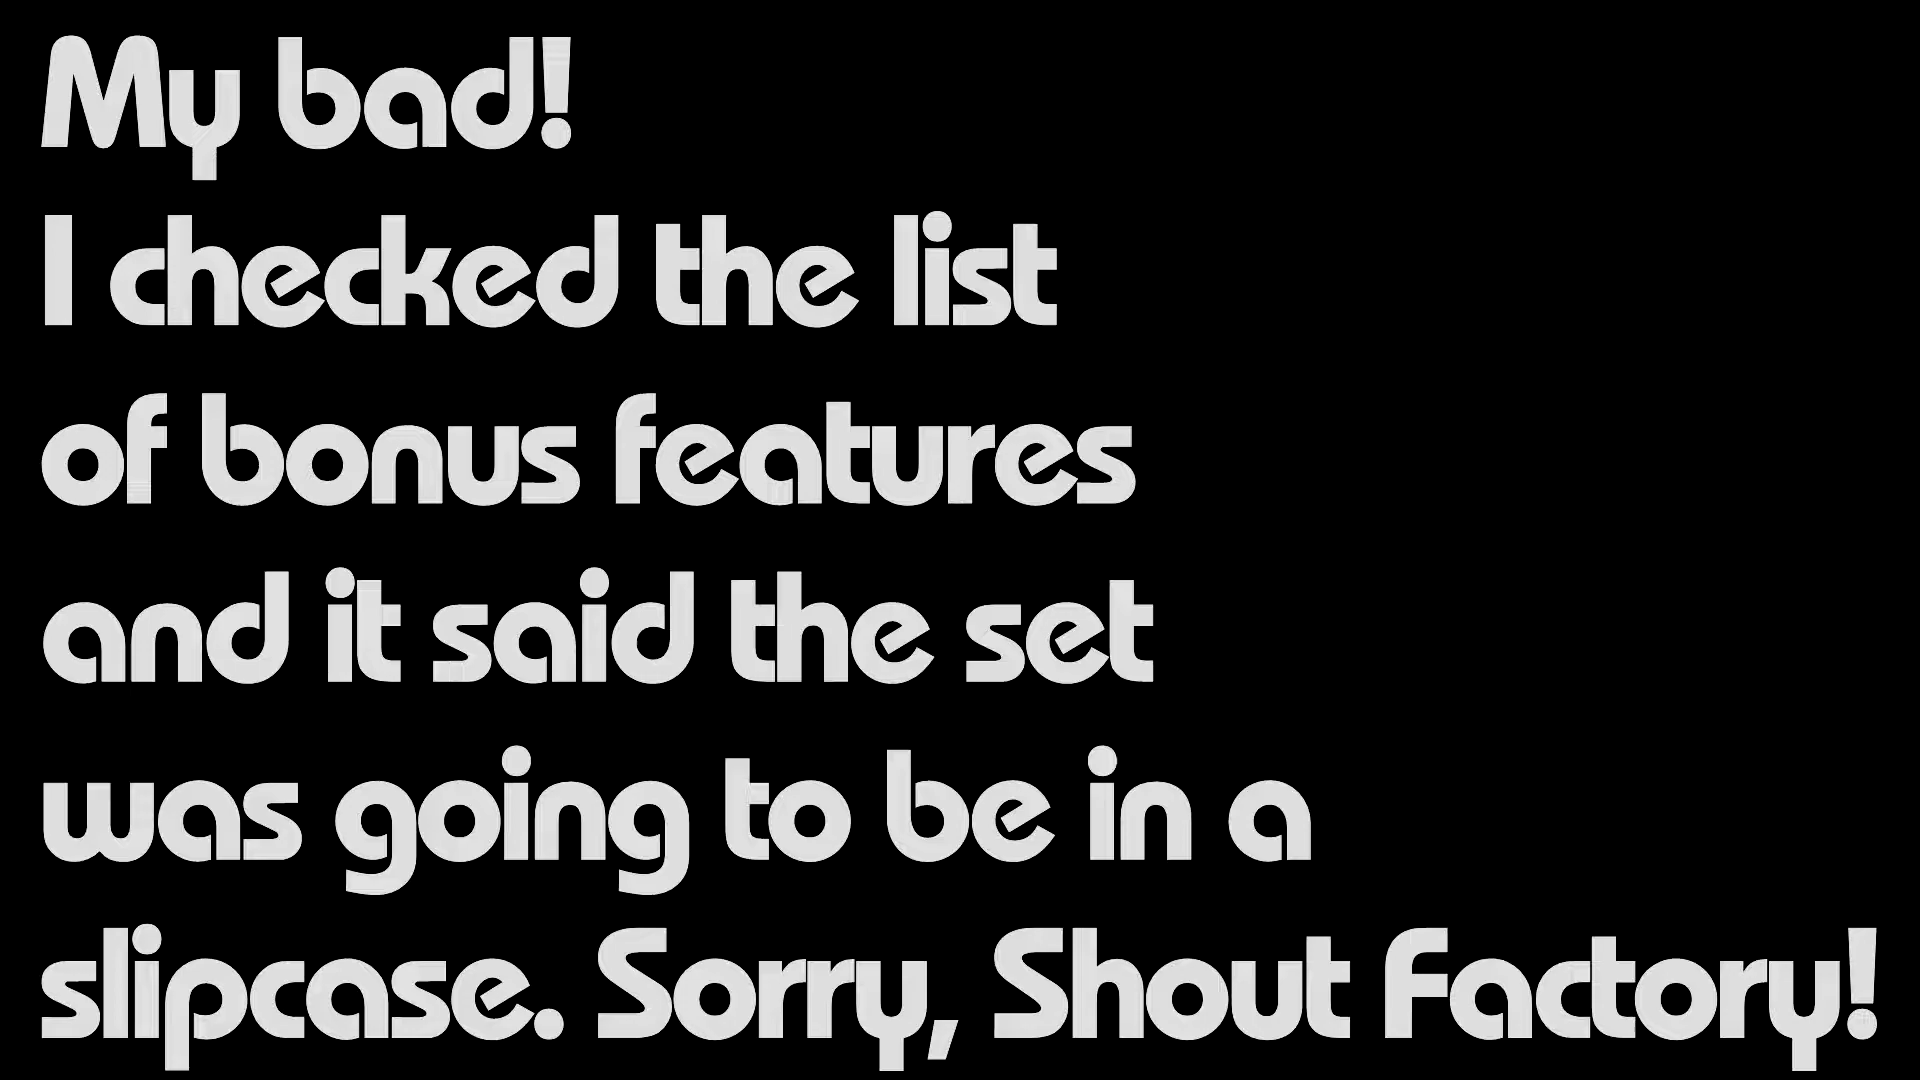 My bad!
I checked the list
of bonus features
and it said the set
was going to be in a
slipcase. Sorry, Shout Factory!